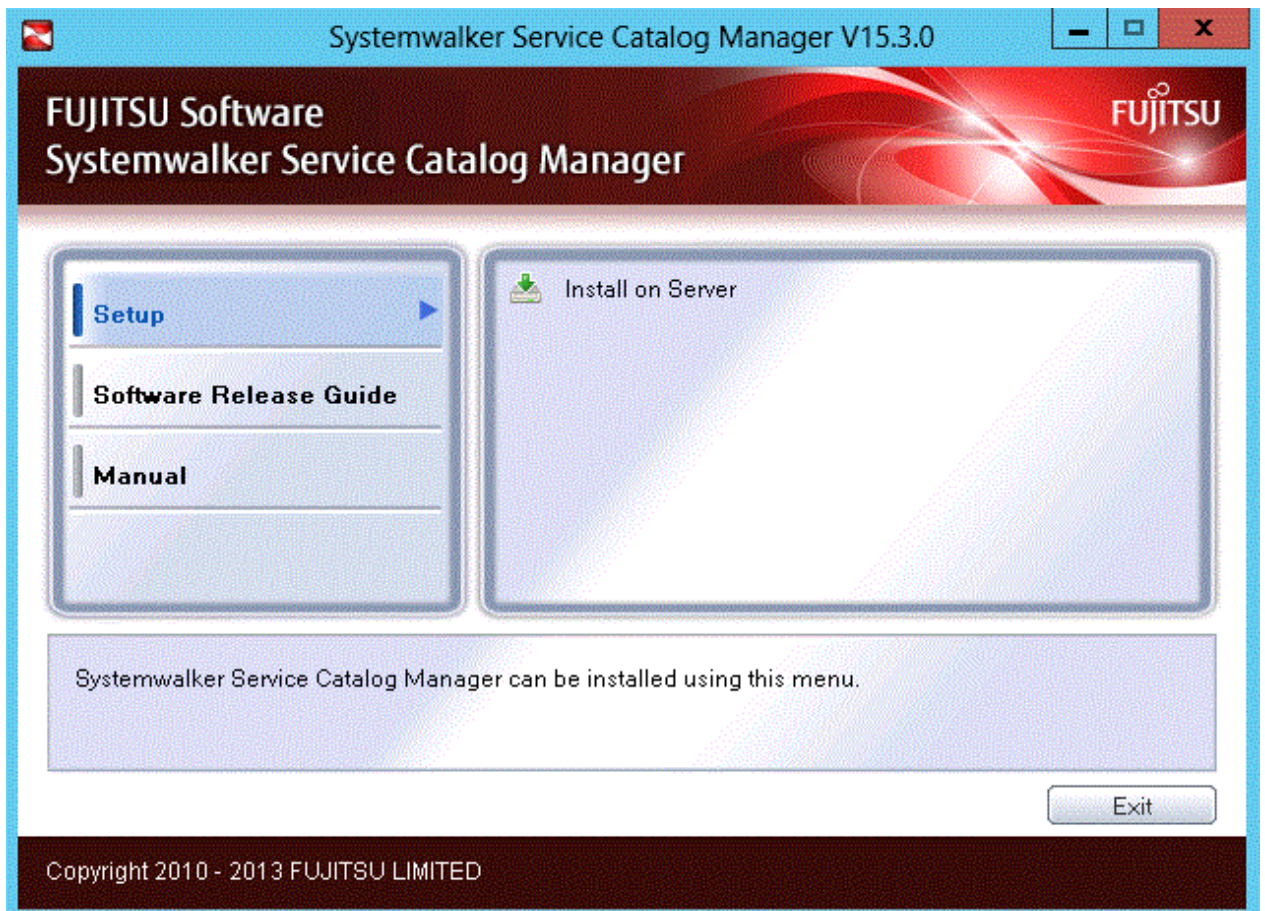 Systemwalker Service Catalog Manager V15.3.0
FUJITSU Software
Systemwalker Service Catalog Manager
FUJITSU
Setup
Software Release Guide
Manual
Install on Server
Systemwalker Service Catalog Manager can be installed using this menu.
Exit
Copyright 2010 - 2013 FUJITSU LIMITED